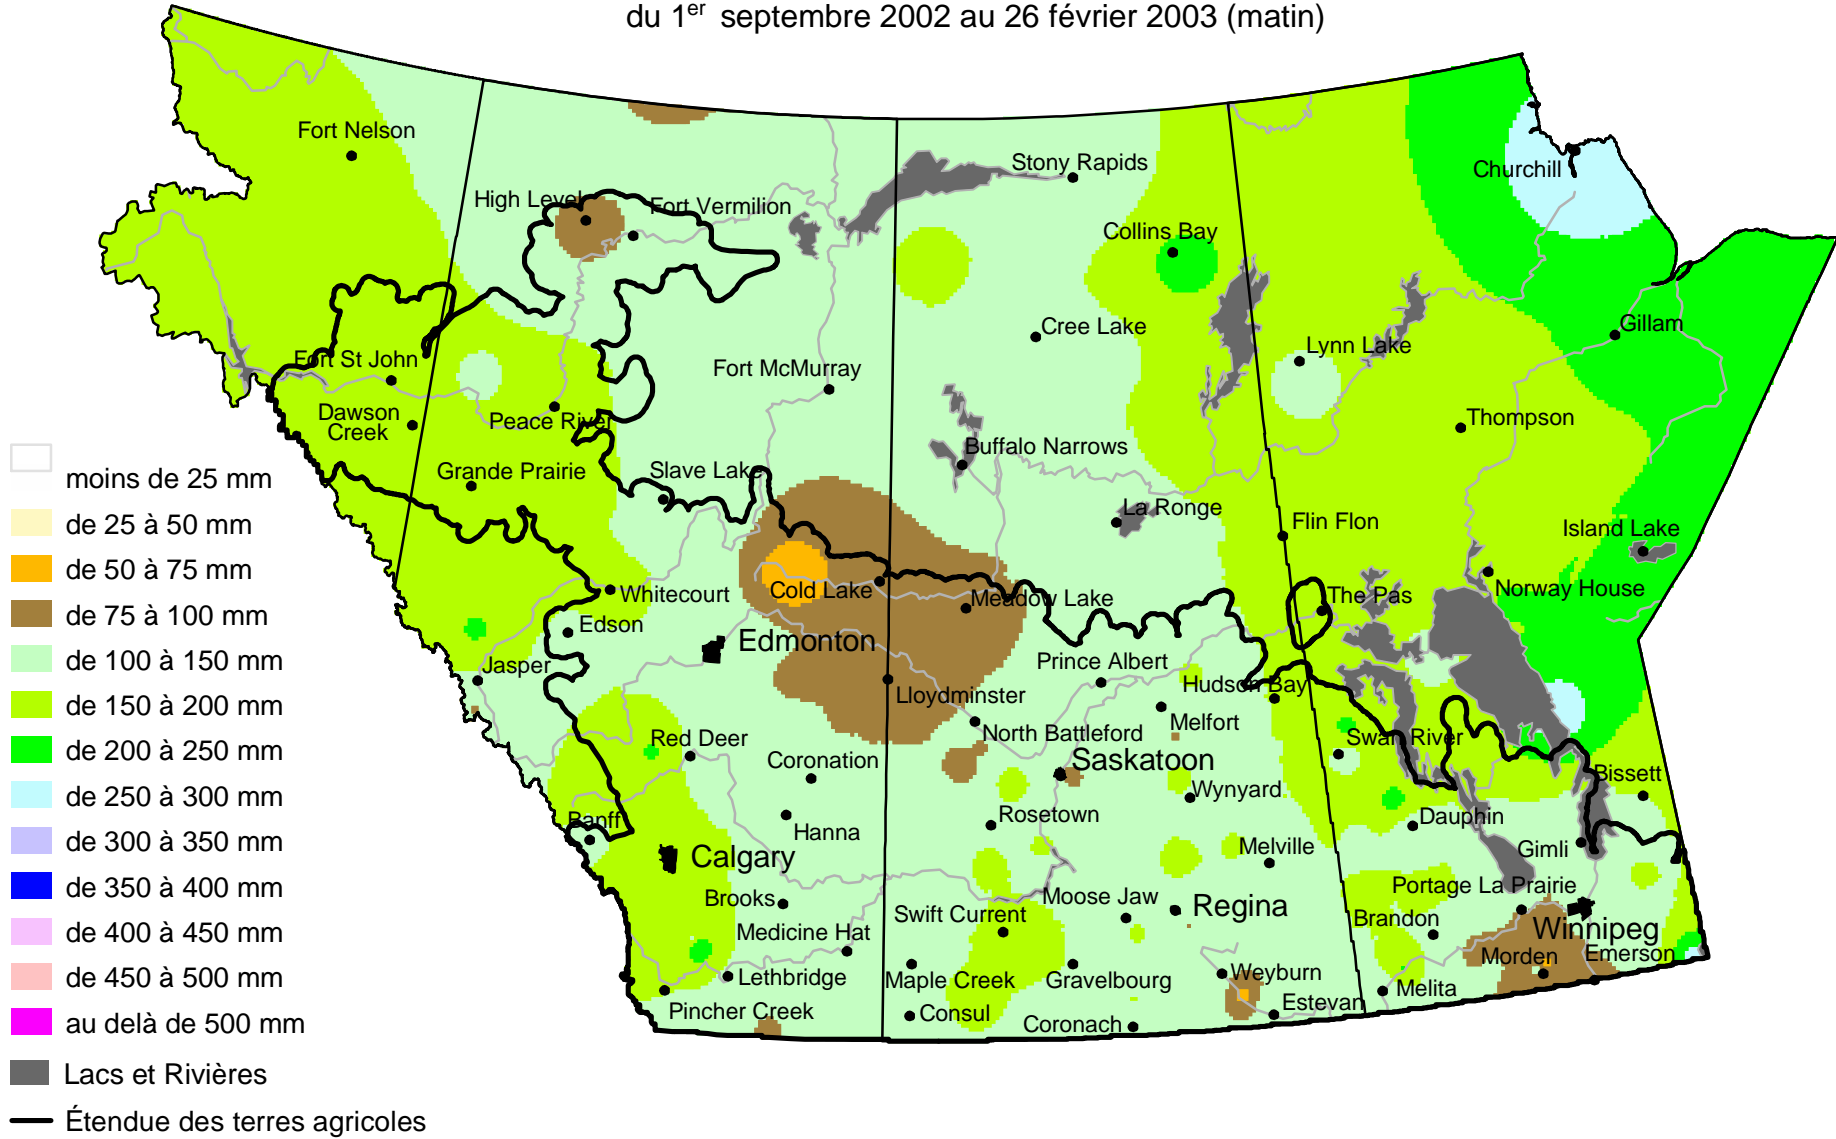 du 1er septembre 2002 au 26 février 2003 (matin)
Fort Nelson
Stony Rapids
Churchill
High Level
Fort Vermilion
Collins Bay
Gillam
Cree Lake
Lynn Lake
Fort St John
Fort McMurray
Dawson
Creek
Peace River
Thompson
Buffalo Narrows
Grande Prairie
Slave Lake
La Ronge
Flin Flon
Island Lake
Cold Lake
Whitecourt
Meadow Lake
The Pas
Norway House
Edson
Edmonton
Jasper
Prince Albert
Hudson Bay
Lloydminster
Melfort
North Battleford
Red Deer
Swan River
Coronation
Saskatoon
Bissett
Wynyard
Banff
Hanna
Rosetown
Dauphin
Calgary
Melville
Gimli
Brooks
Moose Jaw
Portage La Prairie
Swift Current
Regina
Brandon
Winnipeg
Medicine Hat
Morden
Emerson
Lethbridge
Maple Creek
Gravelbourg
Weyburn
Melita
Pincher Creek
Consul
Estevan
Coronach
moins de 25 mm
de 25 à 50 mm
de 50 à 75 mm
de 75 à 100 mm
de 100 à 150 mm
de 150 à 200 mm
de 200 à 250 mm
de 250 à 300 mm
de 300 à 350 mm
de 350 à 400 mm
de 400 à 450 mm
de 450 à 500 mm
au delà de 500 mm
Lacs et Rivières
Étendue des terres agricoles